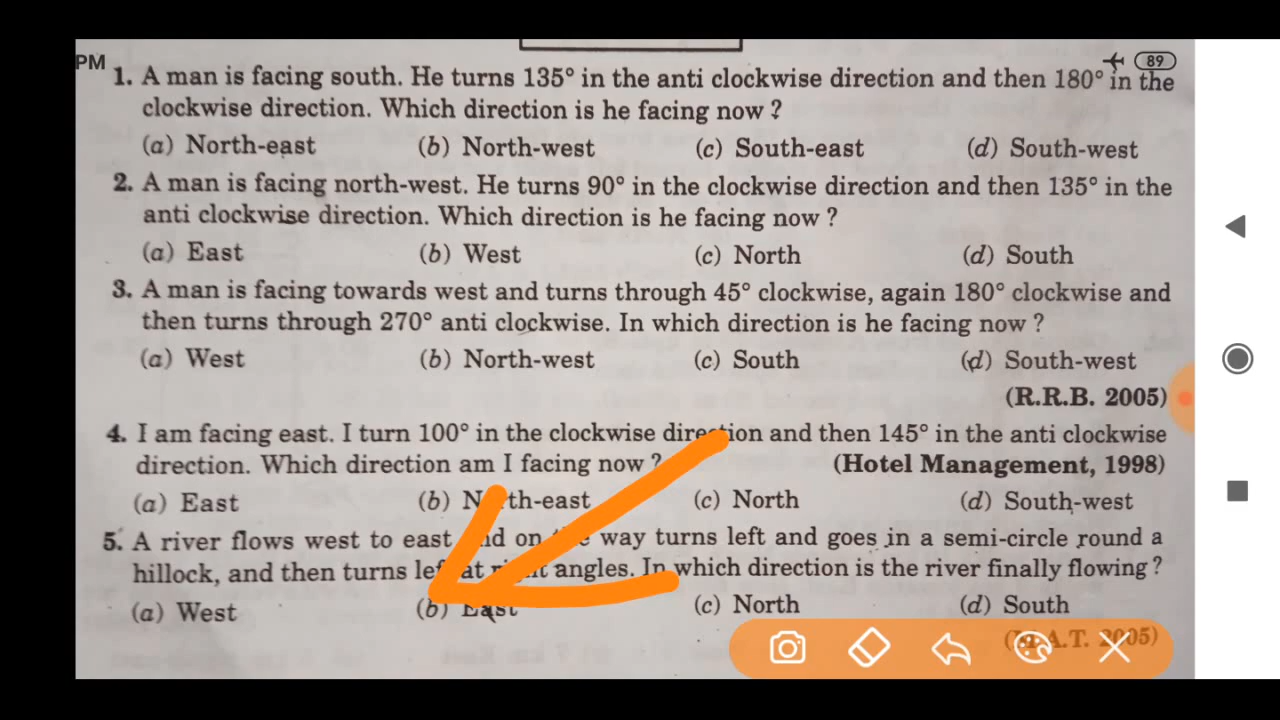 PM
89
1. A man is facing south. He turns 135° in the anti clockwise direction and then 180° in the
clockwise direction. Which direction is he facing now ?
(a) North-east (b) North-west (c) South-east (d) South-west
2. A man is facing north-west. He turns 90° in the clockwise direction and then 135° in the
anti clockwise direction. Which direction is he facing now ?
(a) East (b) West (c) North (d) South
3. A man is facing towards west and turns through 45° clockwise, again 180° clockwise and
then turns through 270° anti clockwise. In which direction is he facing now ?
(a) West (b) North-west (c) South (d) South-west
(R.R.B. 2005)
4. I am facing east. I turn 100° in the clockwise direction and then 145° in the anti clockwise
direction. Which direction am I facing now ? (Hotel Management, 1998)
(a) East (b) North-east (c) North (d) South-west
5. A river flows west to east and on the way turns left and goes in a semi-circle round a
hillock, and then turns left at right angles. In which direction is the river finally flowing ?
(a) West (b) East (c) North (d) South
(M.A.T. 2005)